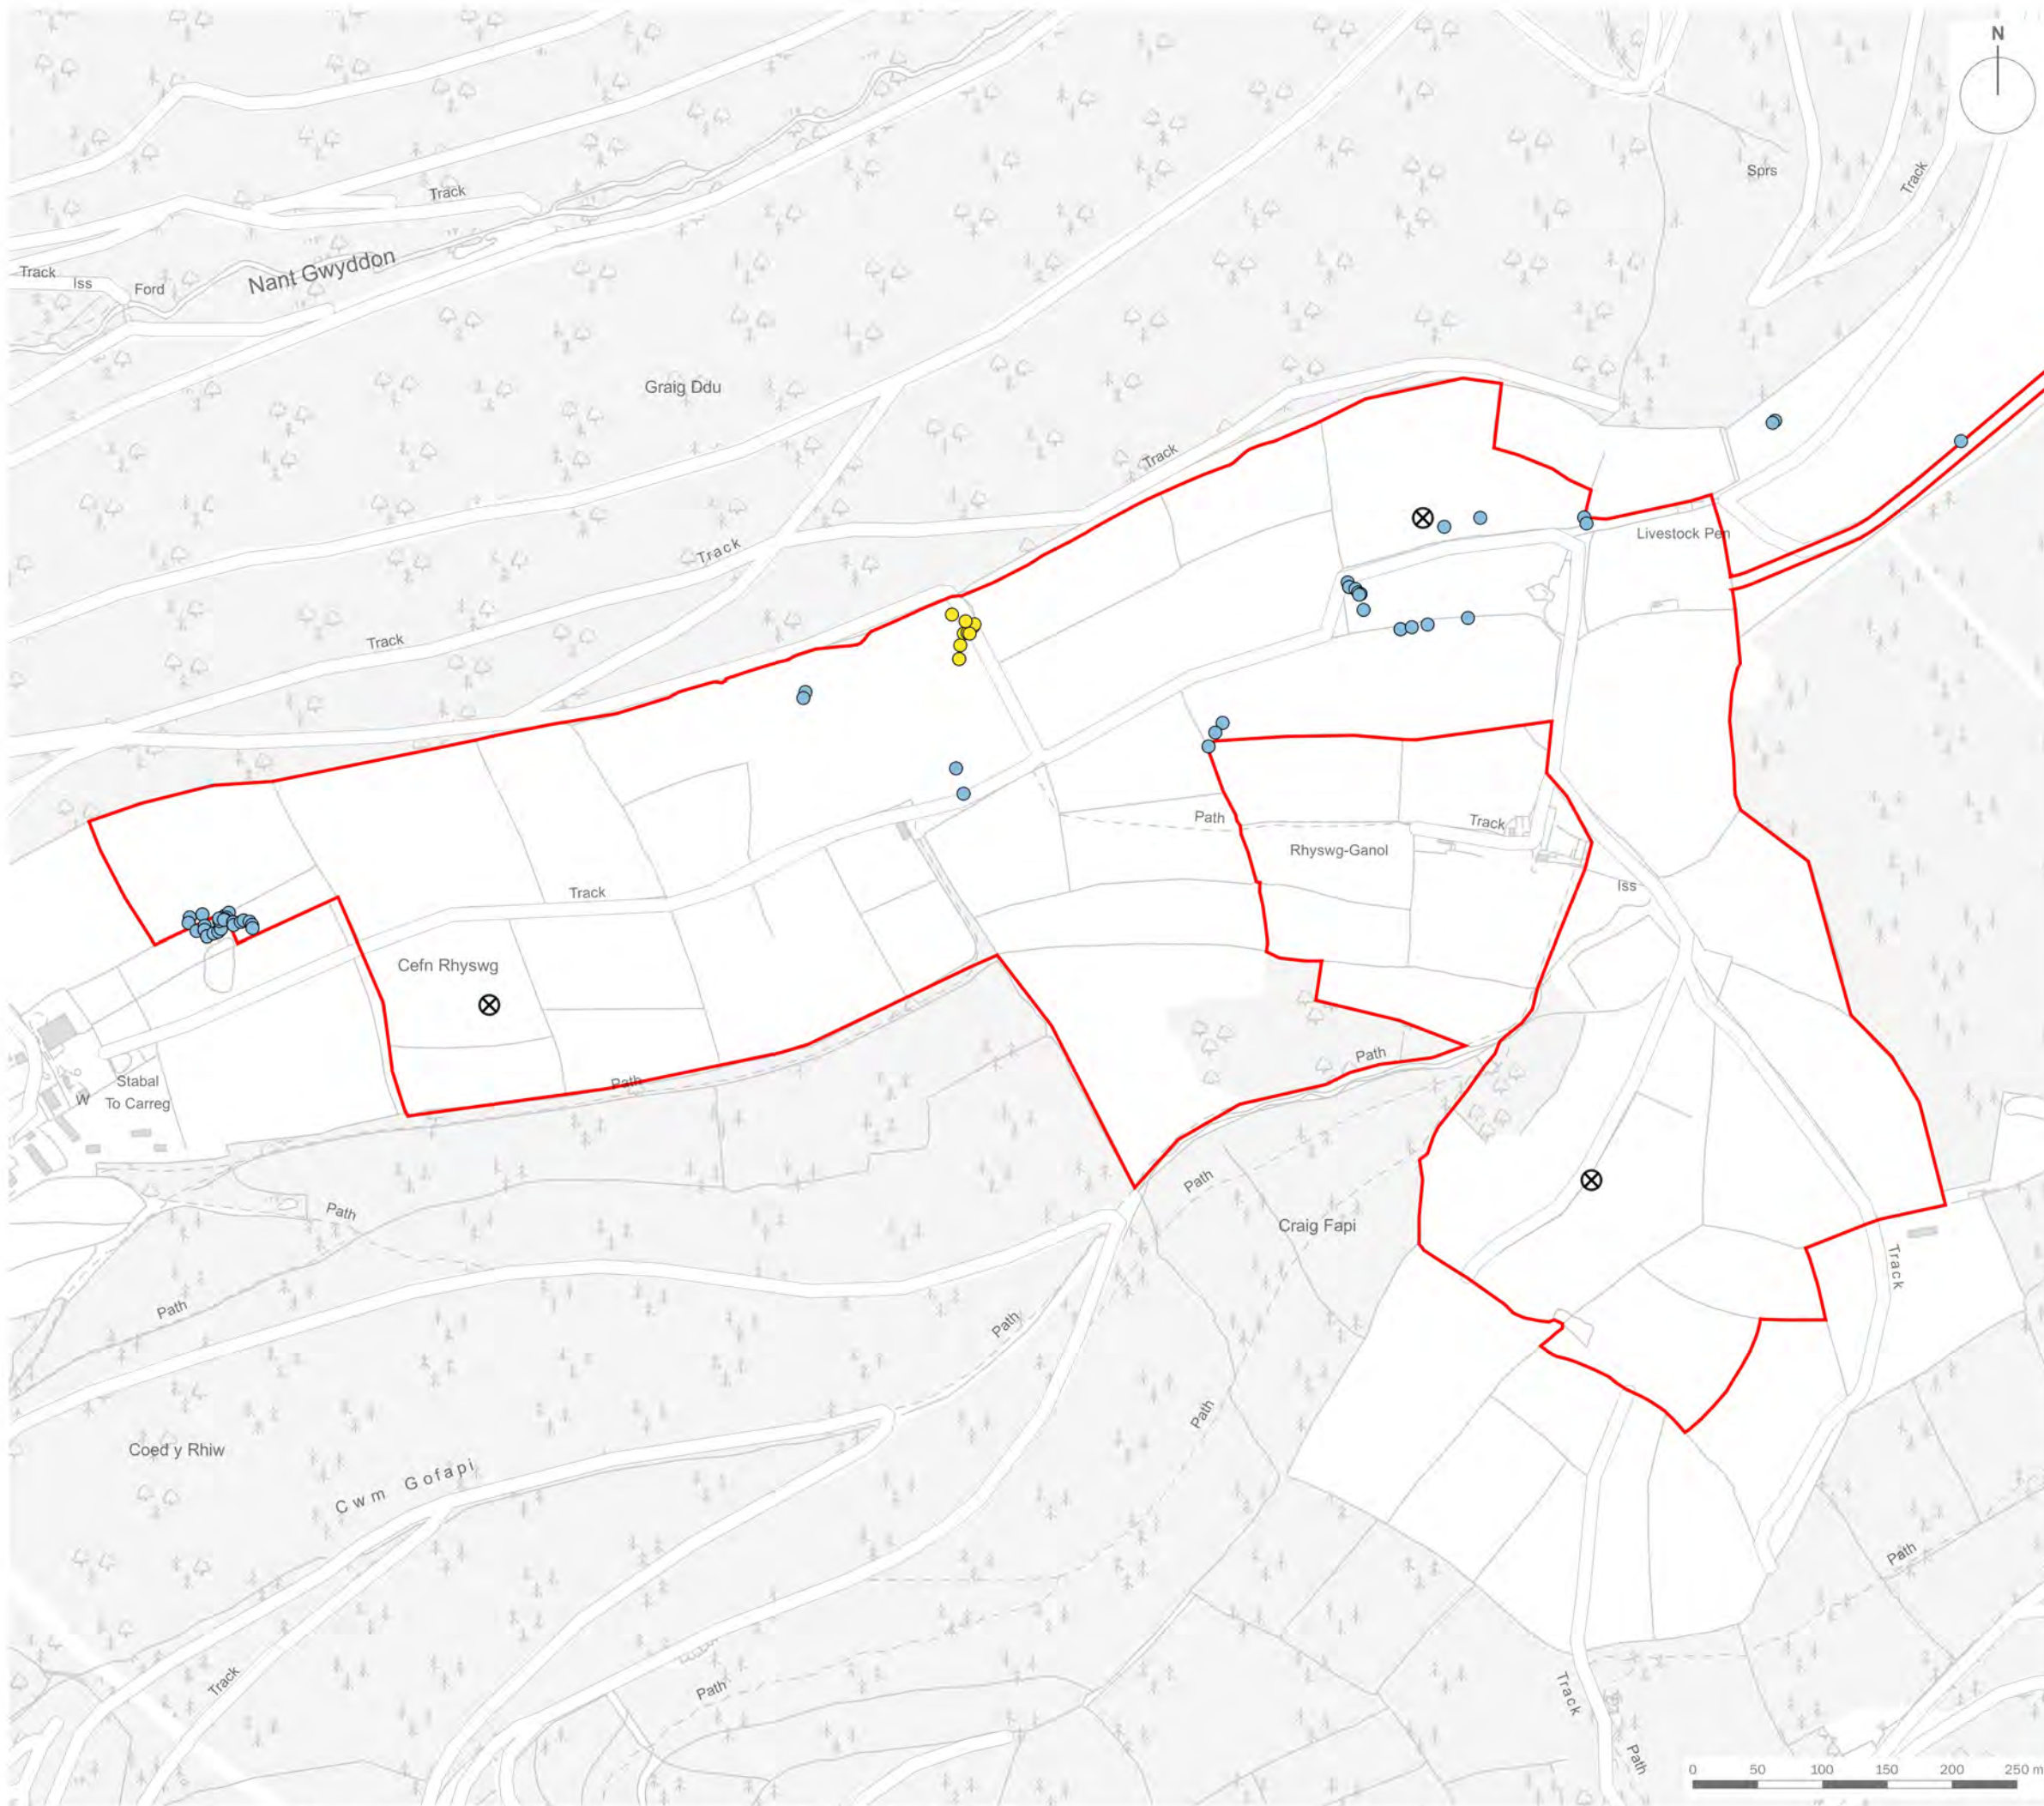 N
Sprs
Track
Track
Nant Gwyddon
Track
Iss
Ford
Graig Ddu
Track
Livestock Pen
Track
Track
Path
Track
Rhyswg-Ganol
Iss
Track
Cefn Rhyswg
Path
Stabal
To Carreg
W
Path
Path
Path
Craig Fapi
Track
Path
Path
Path
Coed y Rhiw
Cwm Gofapi
Path
Track
Path
Track
Path
0 50 100 150 200 250 m